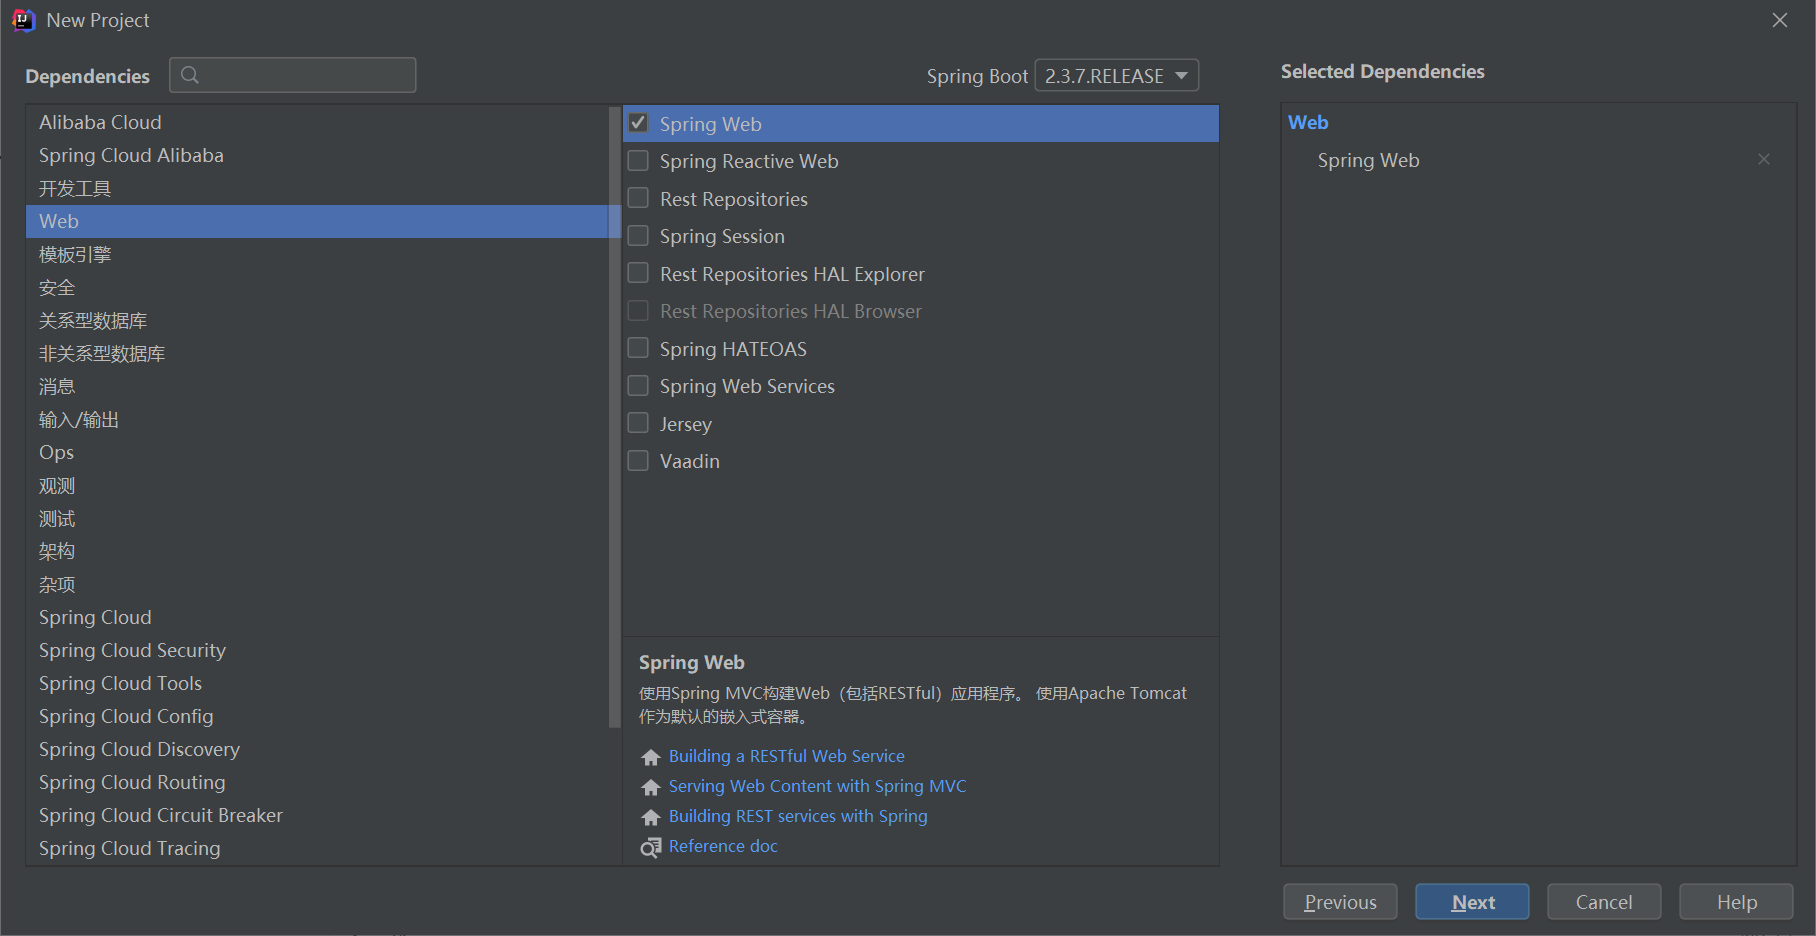 New Project
Dependencies
Spring Boot 2.3.7.RELEASE
Selected Dependencies
Alibaba Cloud
Spring Cloud Alibaba
开发工具
Web
模板引擎
安全
关系型数据库
非关系型数据库
消息
输入/输出
Ops
观测
测试
架构
杂项
Spring Cloud
Spring Cloud Security
Spring Cloud Tools
Spring Cloud Config
Spring Cloud Discovery
Spring Cloud Routing
Spring Cloud Circuit Breaker
Spring Cloud Tracing
Spring Web
Spring Reactive Web
Rest Repositories
Spring Session
Rest Repositories HAL Explorer
Rest Repositories HAL Browser
Spring HATEOAS
Spring Web Services
Jersey
Vaadin
Spring Web
使用Spring MVC构建Web（包括RESTful）应用程序。 使用Apache Tomcat
作为默认的嵌入式容器。
Building a RESTful Web Service
Serving Web Content with Spring MVC
Building REST services with Spring
Reference doc
Web
Spring Web
Previous
Next
Cancel
Help